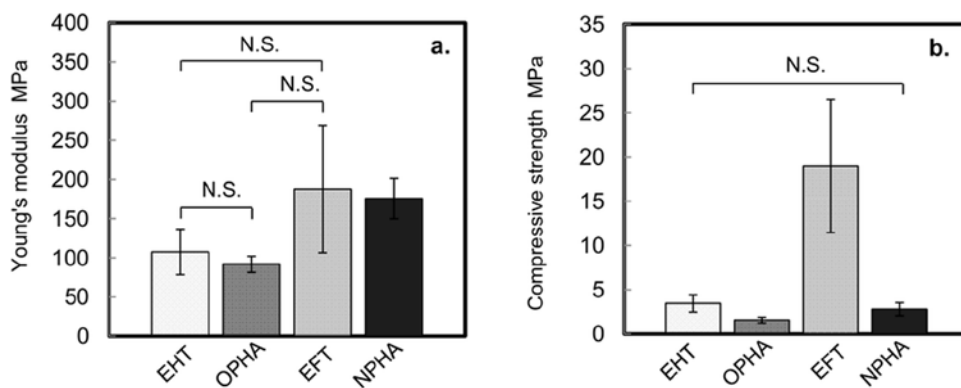 a.
Young's modulus MPa
400
350
300
250
200
150
100
50
0
N.S.
N.S.
N.S.
EHT
OPHA
EFT
NPHA
b.
Compressive strength MPa
35
30
25
20
15
10
5
0
N.S.
EHT
OPHA
EFT
NPHA